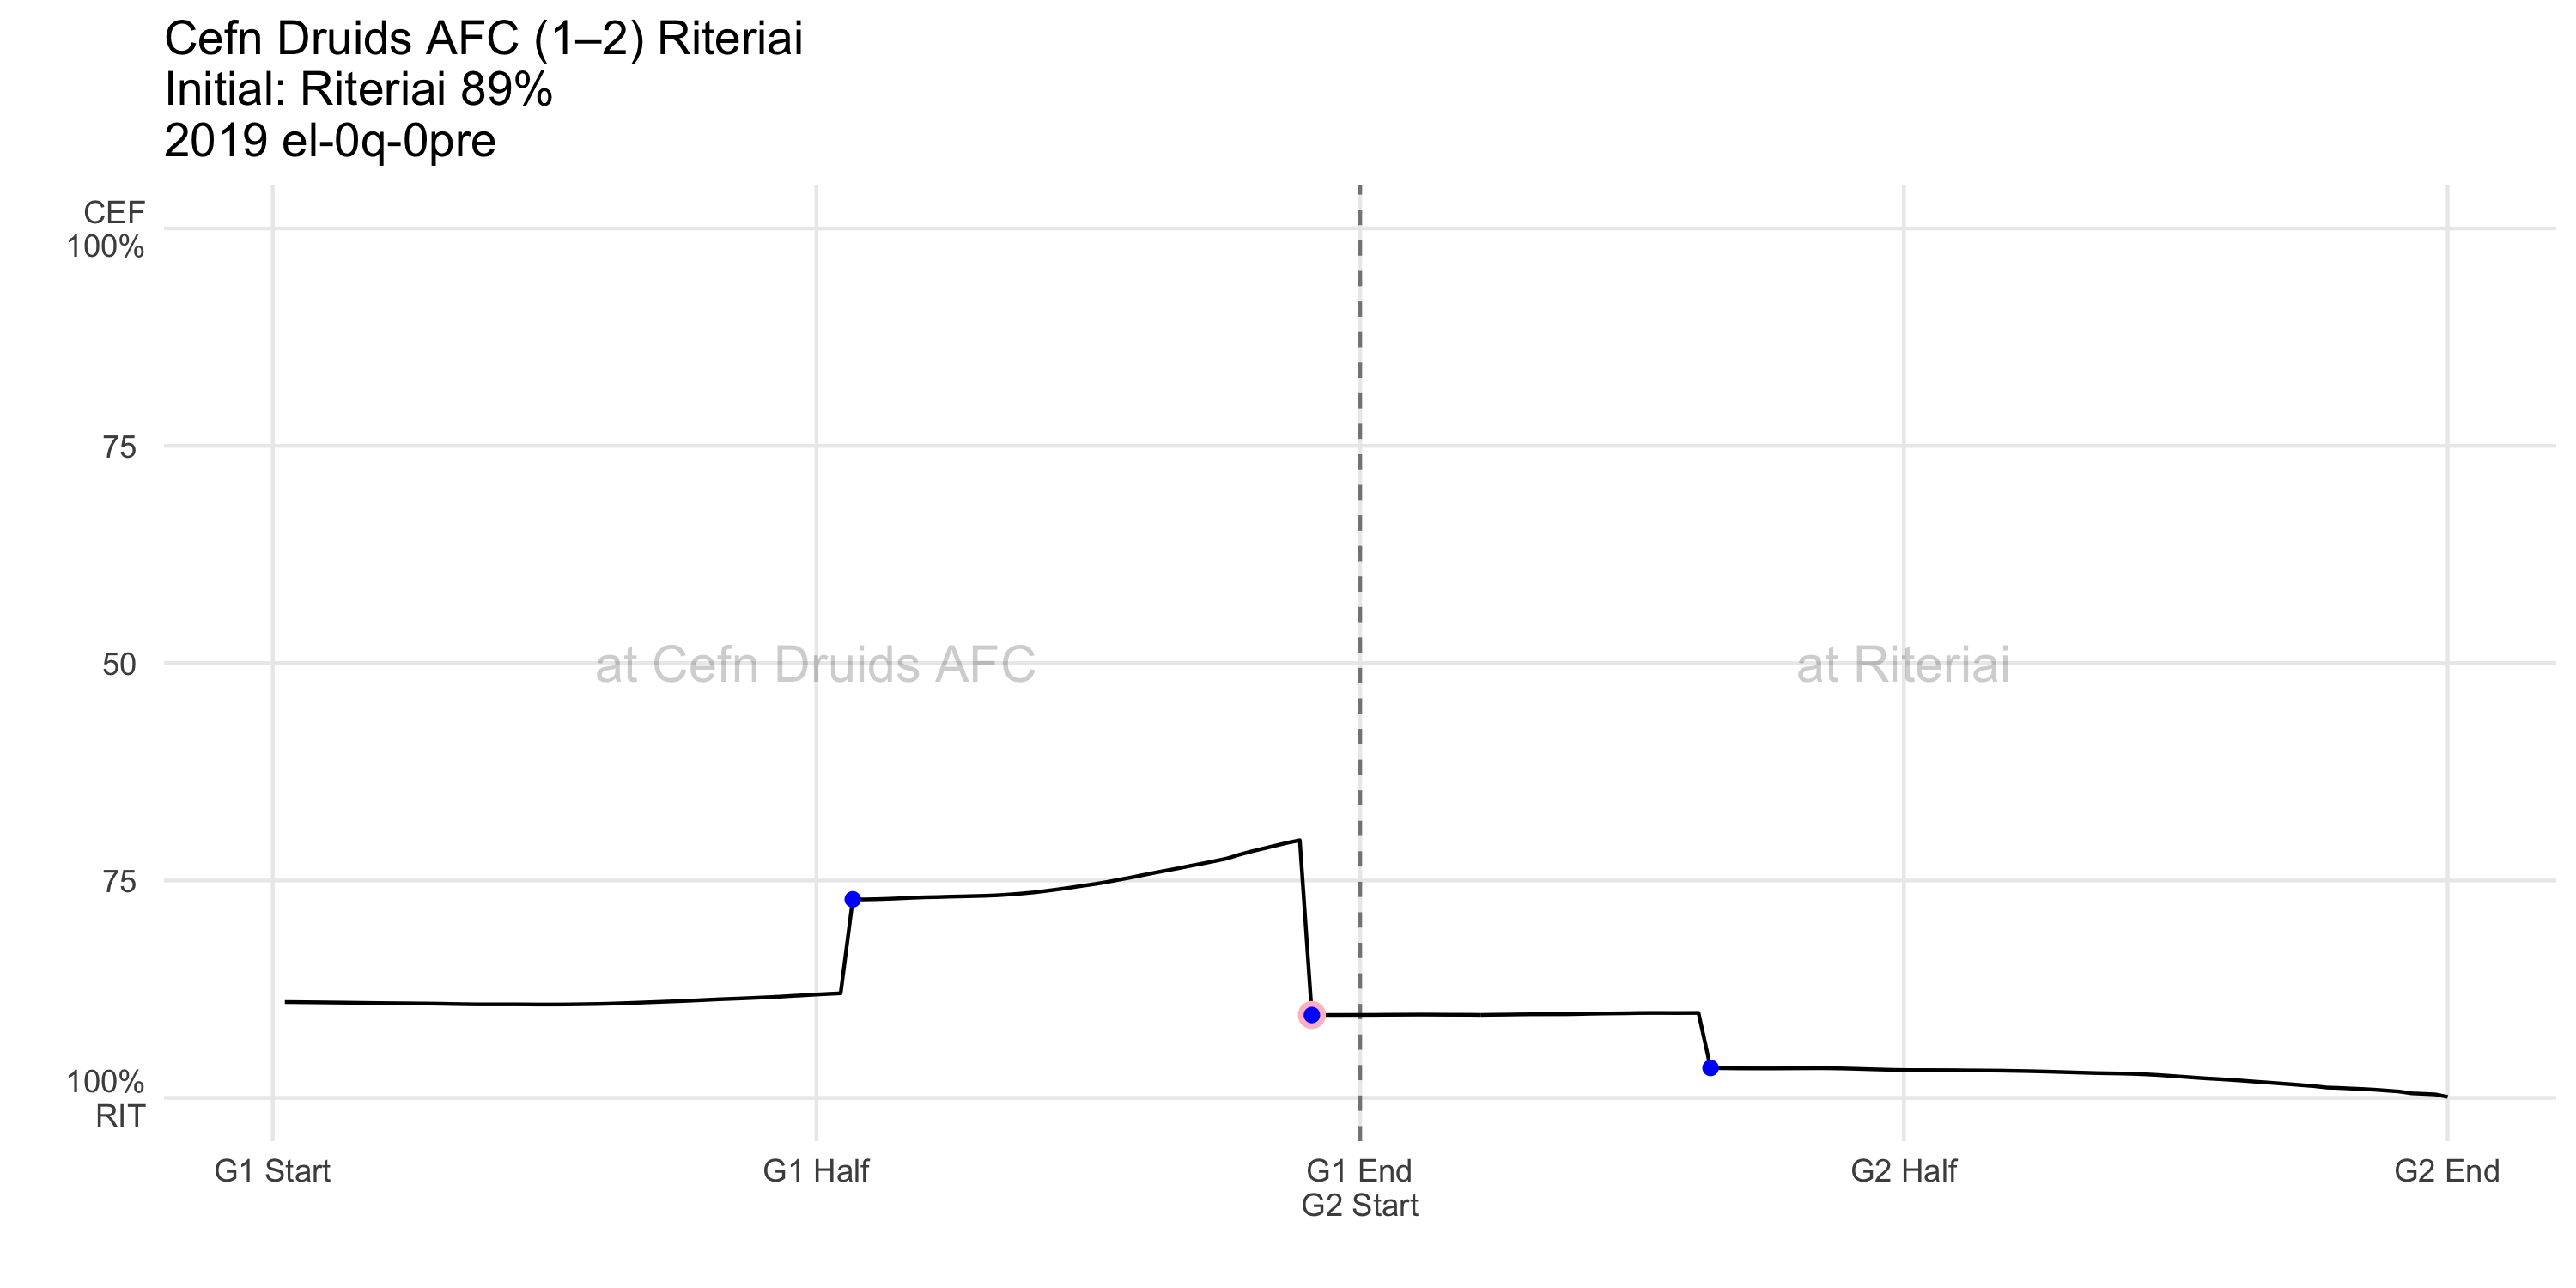 Cefn Druids AFC (1–2) Riteriai
Initial: Riteriai 89%
2019 el-0q-0pre
CEF
100%
75
50
75
100%
RIT
at Cefn Druids AFC
at Riteriai
G1 Start
G1 Half
G1 End
G2 Start
G2 Half
G2 End